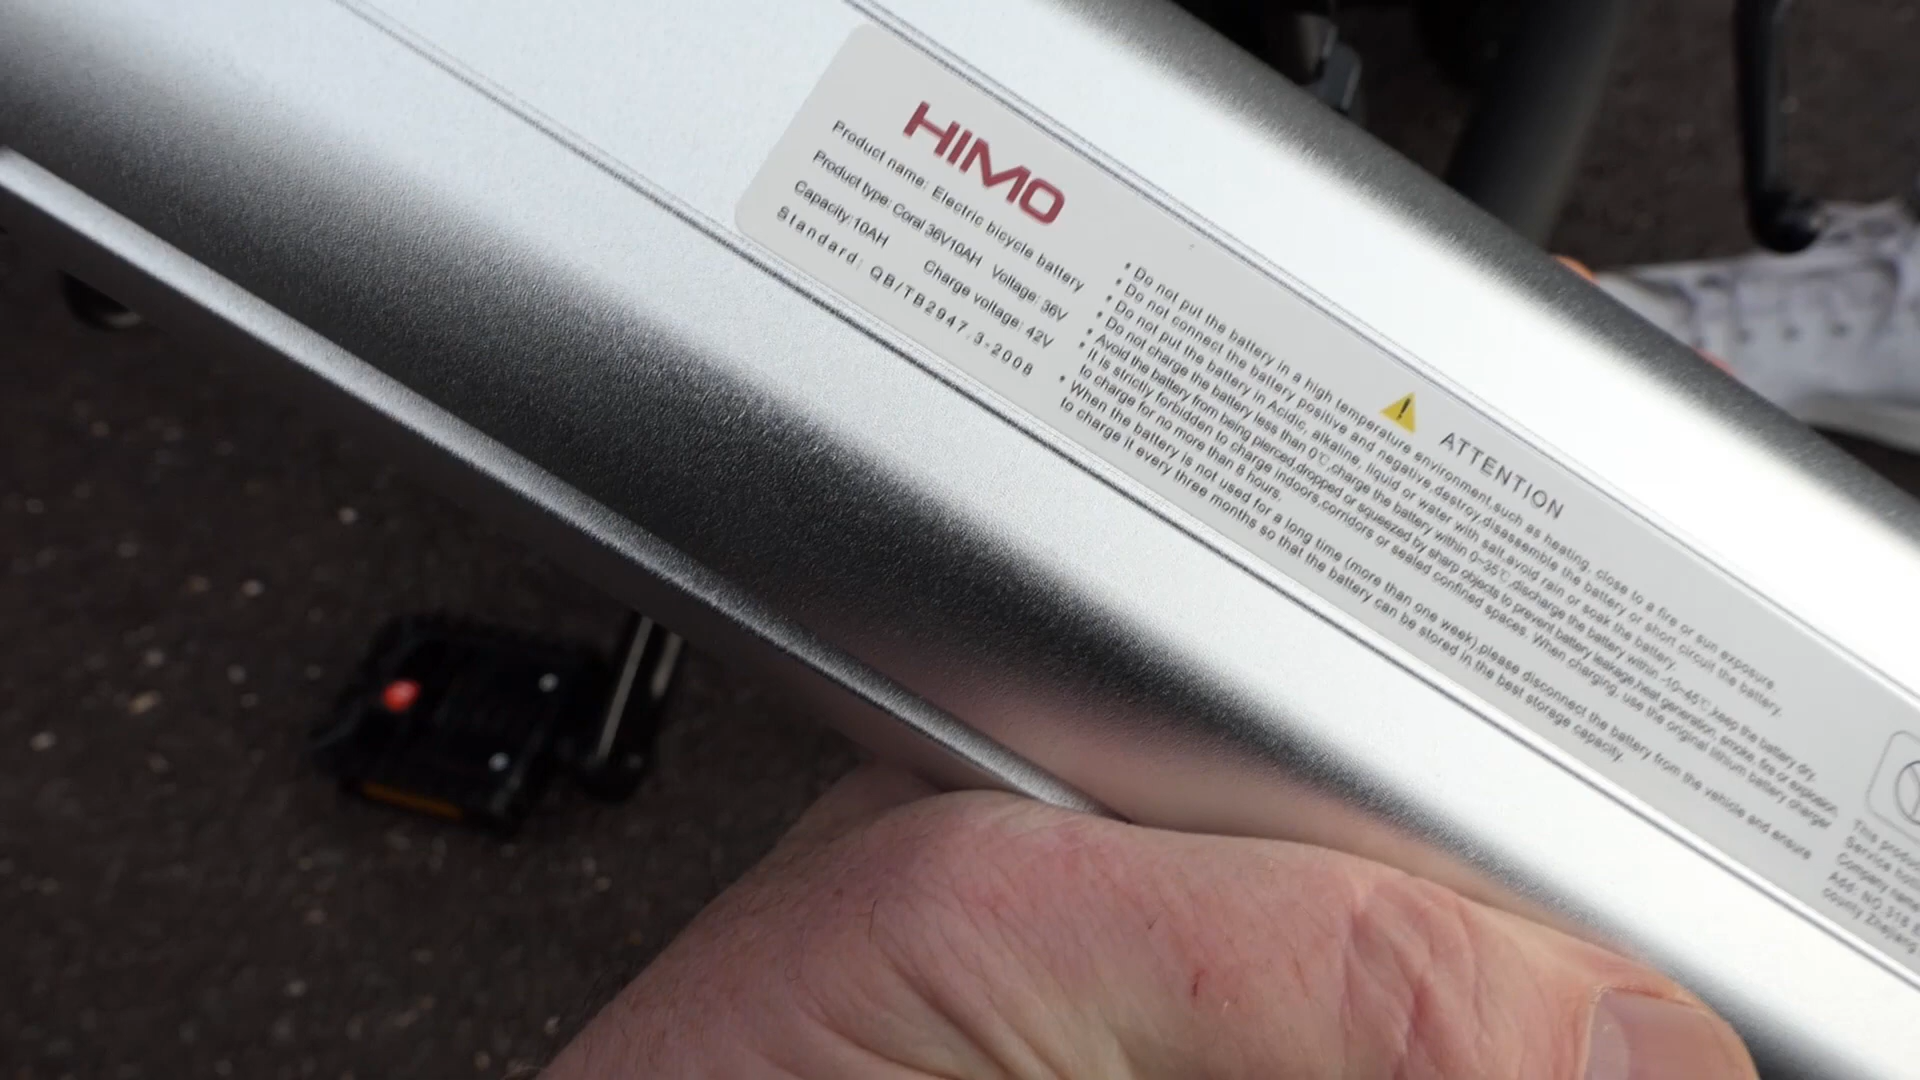 HIMO
Product name: Electric bicycle battery
Product type: Coral 36V10AH Voltage: 36V
Capacity:10AH Charge voltage: 42V
Standard: QB/TB2947.3-2008
ATTENTION
• Do not put the battery in a high temperature environment,such as heating, close to a fire or sun exposure.
• Do not connect the battery positive and negative,destroy,disassemble the battery or short circuit the battery.
• Do not put the battery in Acidic, alkaline, liquid or water with salt,avoid rain or soak the battery.
• Do not charge the battery less than 0℃,charge the battery within 0~35℃,discharge the battery within -10~45℃,keep the battery dry.
• Avoid the battery from being pierced,dropped or squeezed by sharp objects to prevent battery leakage,heat generation, smoke, fire or explosion.
• It is strictly forbidden to charge indoors,corridors or sealed confined spaces. When charging, use the original lithium battery charger
to charge for no more than 8 hours.
• When the battery is not used for a long time (more than one week),please disconnect the battery from the vehicle and ensure
to charge it every three months so that the battery can be stored in the best storage capacity.
This produ
Service
Company name
A66, NO.318
county Zhejiang